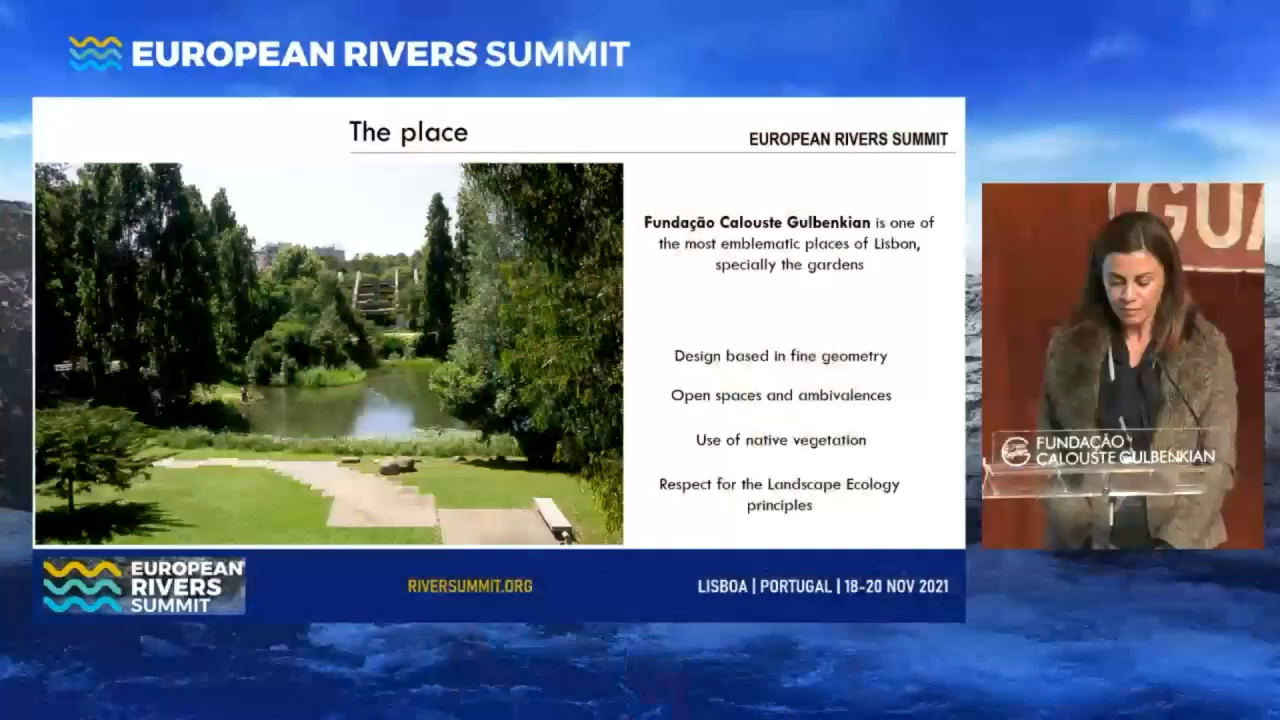 EUROPEAN RIVERS SUMMIT
The place
EUROPEAN RIVERS SUMMIT
Fundação Calouste Gulbenkian is one of
the most emblematic places of Lisbon,
specially the gardens
Design based in fine geometry
Open spaces and ambivalences
Use of native vegetation
Respect for the Landscape Ecology
principles
GUA
FUNDAÇÃO
CALOUSTE GULBENKIAN
EUROPEAN
RIVERS
SUMMIT
RIVERSUMMIT.ORG
LISBOA | PORTUGAL | 18-20 NOV 2021